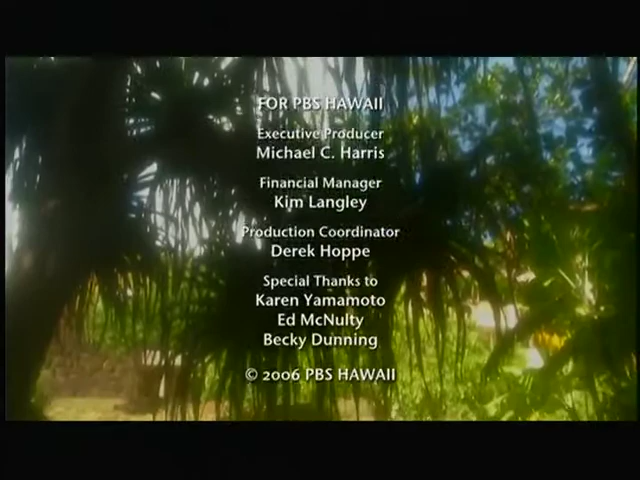 FOR PBS HAWAII
Executive Producer
Michael C. Harris
Financial Manager
Kim Langley
Production Coordinator
Derek Hoppe
Special Thanks to
Karen Yamamoto
Ed McNulty
Becky Dunning
© 2006 PBS HAWAII